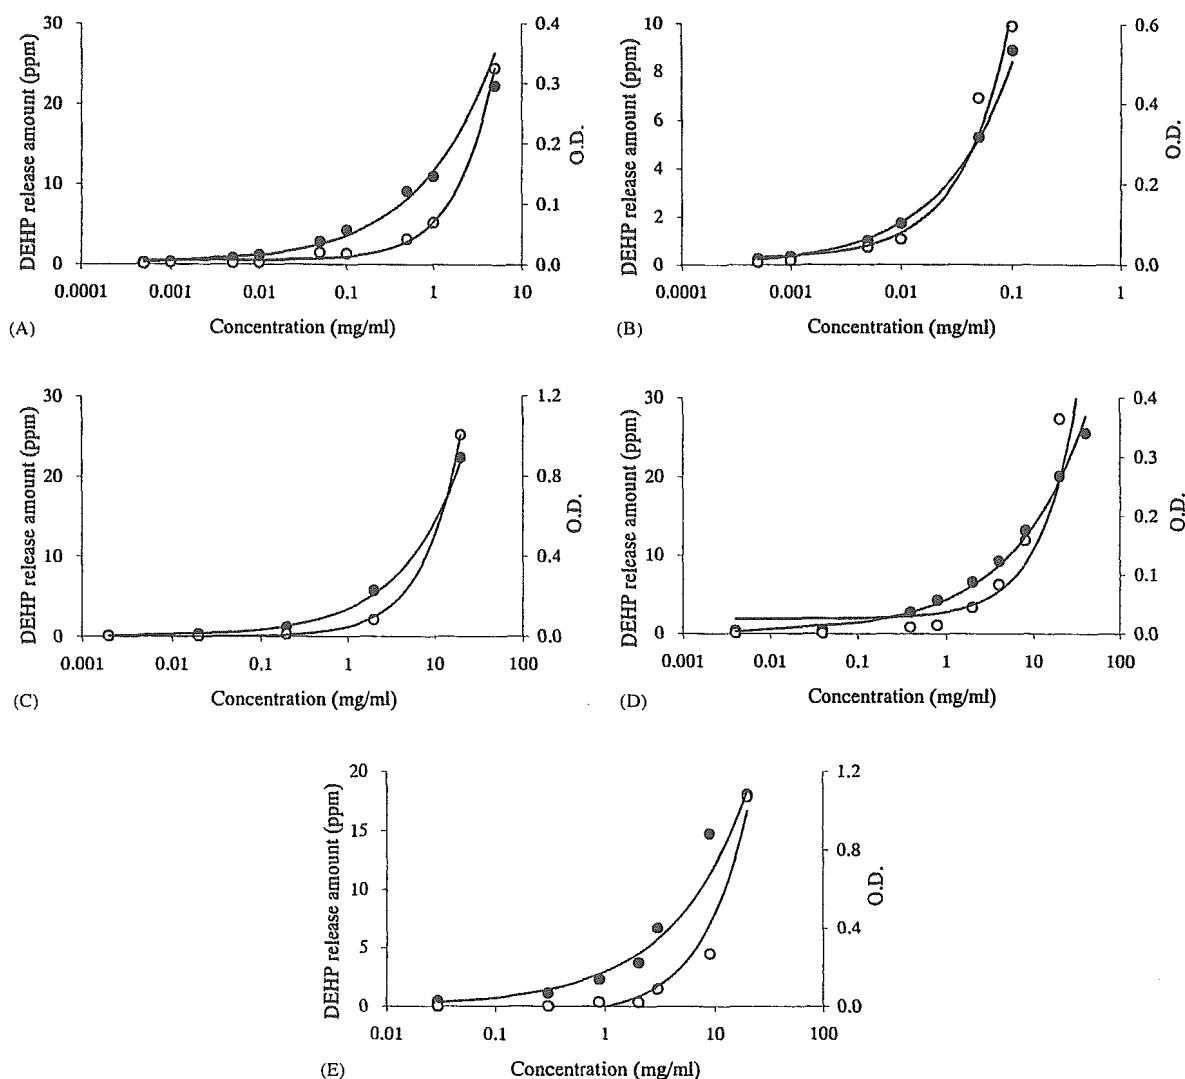 30 0.4
20 0.3
10 0.2
0 0.1
0.0
DEHP release amount (ppm)
O.D.
0.0001 0.001 0.01 0.1 1 10
Concentration (mg/ml)
(A)
10 0.6
8 0.4
6 0.2
4 0.0
2
0
DEHP release amount (ppm)
O.D.
0.0001 0.001 0.01 0.1 1
Concentration (mg/ml)
(B)
30 1.2
20 0.8
10 0.4
0 0.0
DEHP release amount (ppm)
O.D.
0.001 0.01 0.1 1 10 100
Concentration (mg/ml)
(C)
30 0.4
20 0.3
10 0.2
0 0.1
0.0
DEHP release amount (ppm)
O.D.
0.001 0.01 0.1 1 10 100
Concentration (mg/ml)
(D)
20 1.2
15 0.8
10 0.4
5 0.0
0
DEHP release amount (ppm)
O.D.
0.01 0.1 1 10 100
Concentration (mg/ml)
(E)